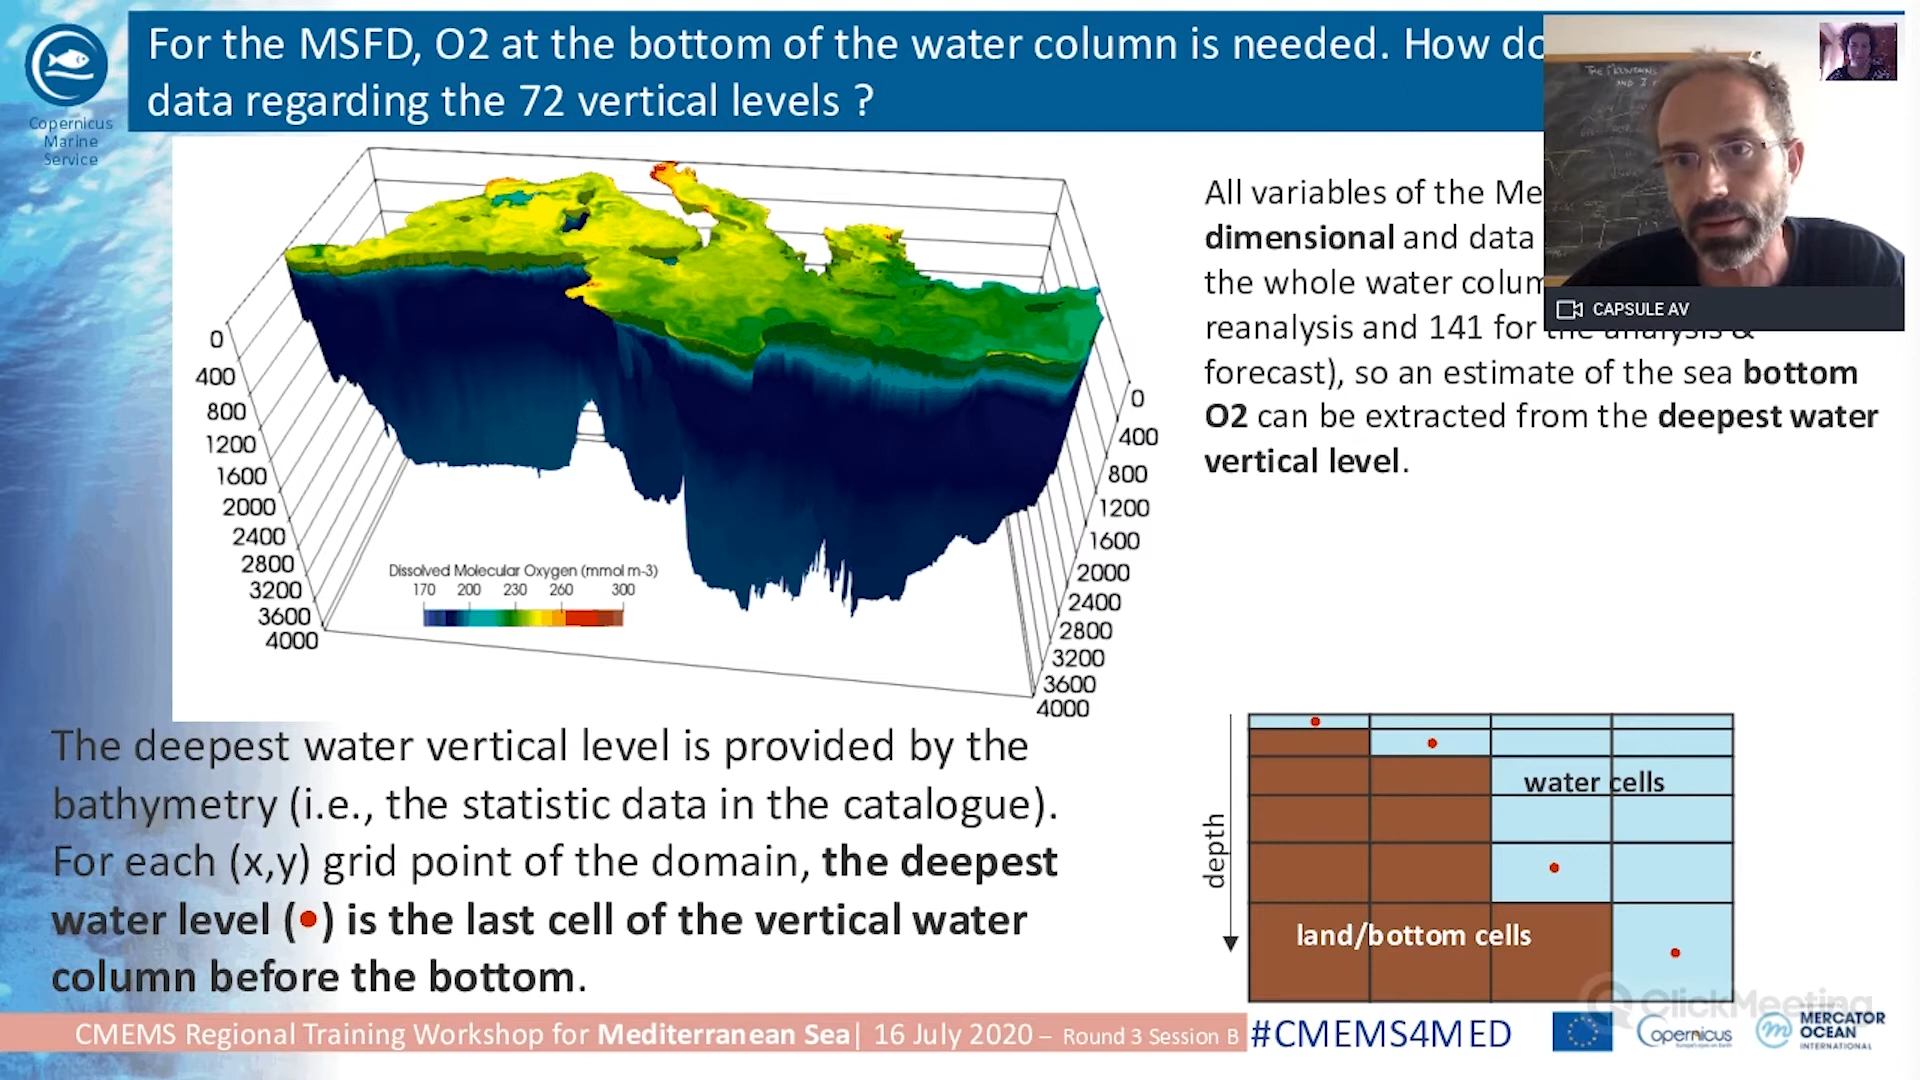 For the MSFD, O2 at the bottom of the water column is needed. How do
data regarding the 72 vertical levels ?
Copernicus
Marine
Service
All variables of the Me
dimensional and data
the whole water colum
reanalysis and 141 for the analysis &
forecast), so an estimate of the sea bottom
O2 can be extracted from the deepest water
vertical level.
CAPSULE AV
0
400
800
1200
1600
2000
2400
2800
3200
3600
4000
0
400
800
1200
1600
2000
2400
2800
3200
3600
4000
Dissolved Molecular Oxygen (mmol m-3)
170 200 230 260 300
The deepest water vertical level is provided by the
bathymetry (i.e., the statistic data in the catalogue).
For each (x,y) grid point of the domain, the deepest
water level (•) is the last cell of the vertical water
column before the bottom.
depth
water cells
land/bottom cells
ClickMeeting
CMEMS Regional Training Workshop for Mediterranean Sea| 16 July 2020 – Round 3 Session B
#CMEMS4MED
Copernicus
MERCATOR
OCEAN
INTERNATIONAL